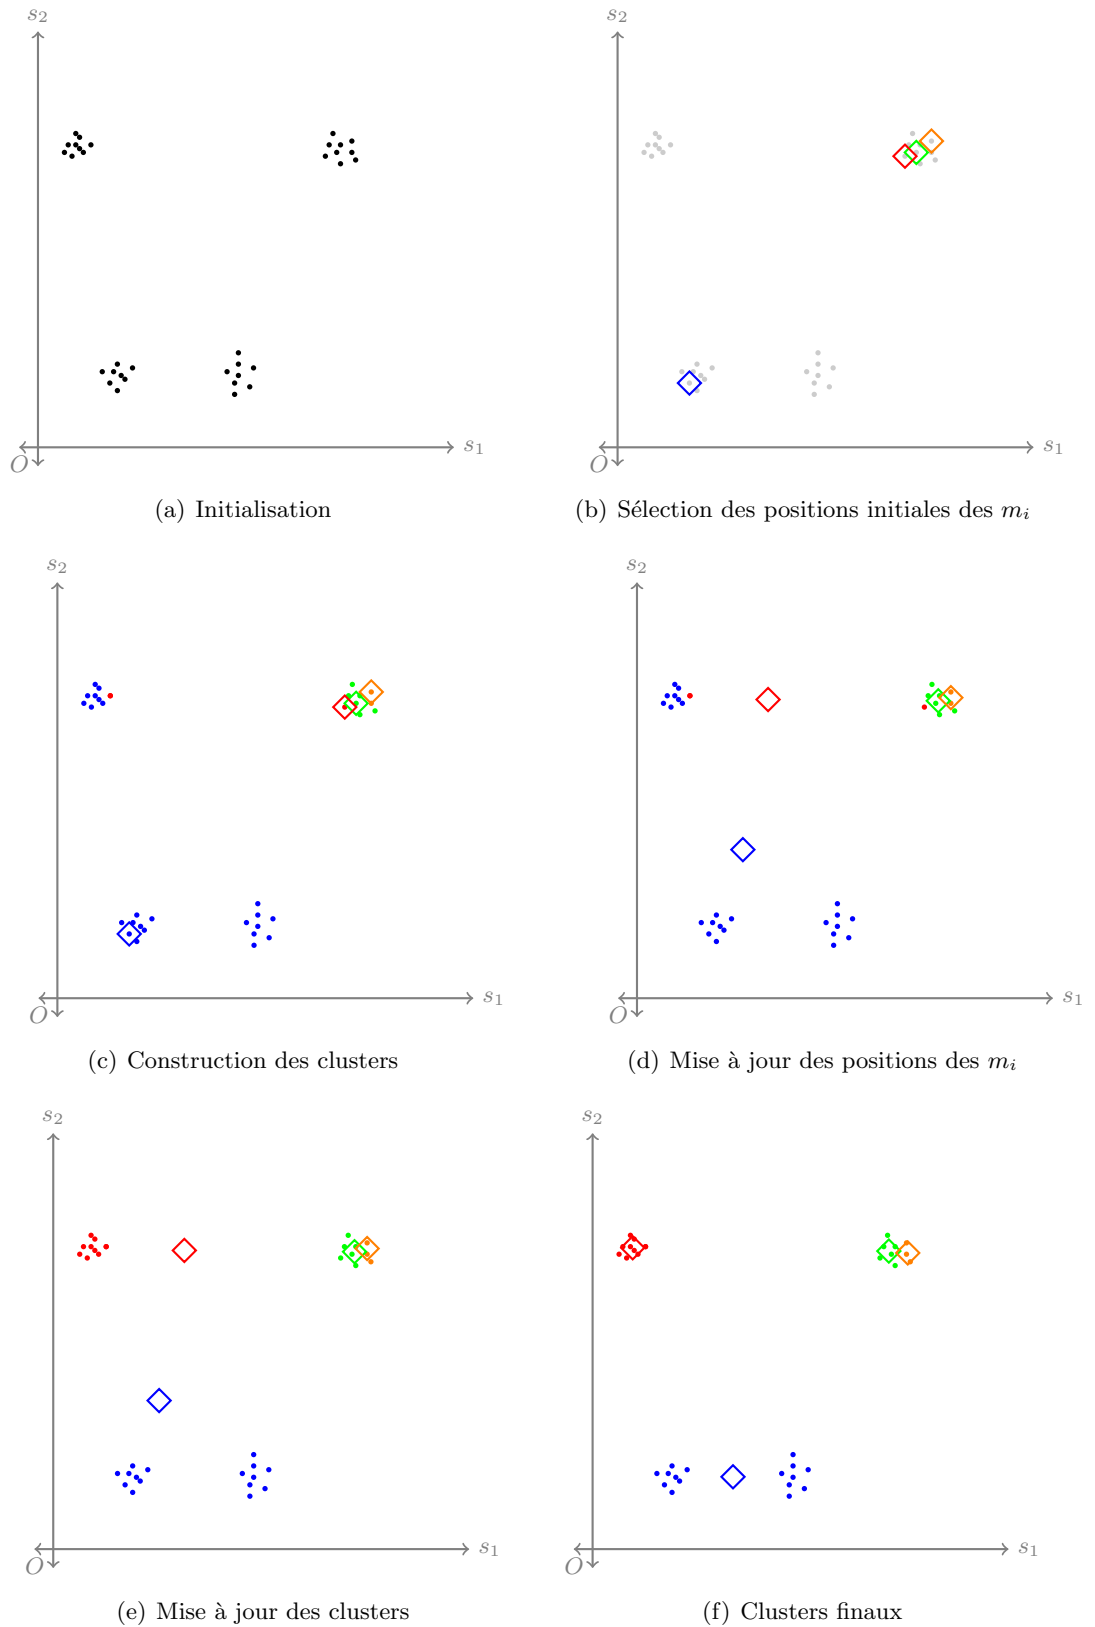 s₂ s₂
O s₁ O s₁
(a) Initialisation (b) Sélection des positions initiales des mᵢ
s₂ s₂
O s₁ O s₁
(c) Construction des clusters (d) Mise à jour des positions des mᵢ
s₂ s₂
O s₁ O s₁
(e) Mise à jour des clusters (f) Clusters finaux